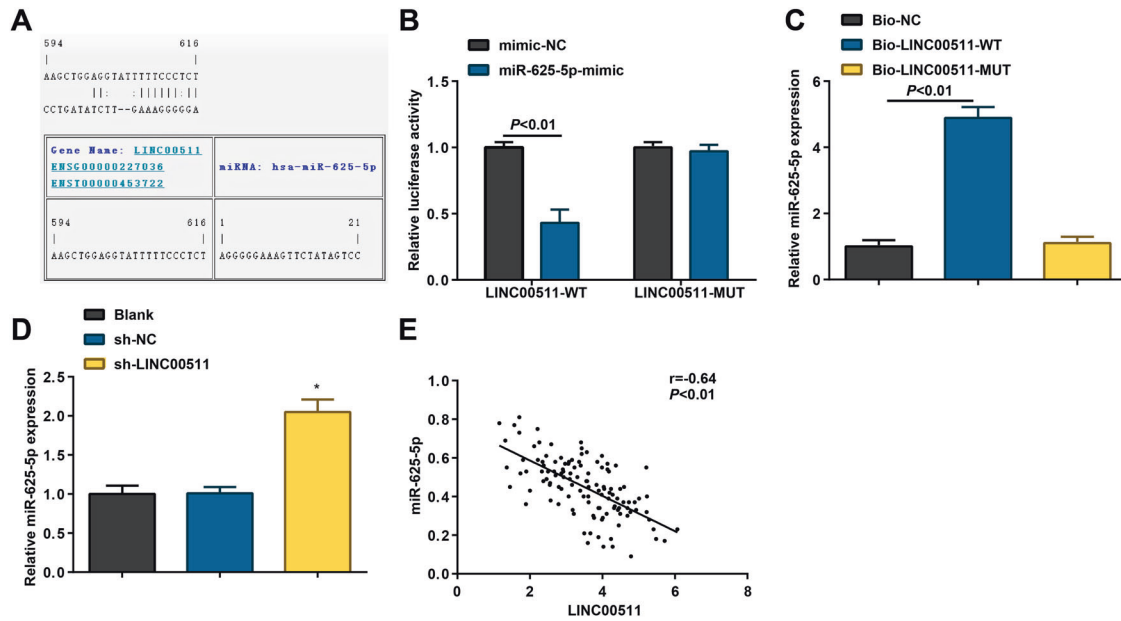 A
594 616
| |
AAGCTGGAGGTATTTTTCCCTCT
||: :||||||:||
CCTGATATCTT--GAAAGGGGGA
Gene Name: LINC00511
ENSG00000227036
ENST00000453722
miRNA: hsa-miR-625-5p
594 616
| |
AAGCTGGAGGTATTTTTCCCTCT
1 21
| |
AGGGGGAAAGTTCTATAGTCC
B
mimic-NC
miR-625-5p-mimic
Relative luciferase activity
1.5
1.0
0.5
0.0
P<0.01
LINC00511-WT
LINC00511-MUT
C
Bio-NC
Bio-LINC00511-WT
Bio-LINC00511-MUT
Relative miR-625-5p expression
6
4
2
0
P<0.01
D
Blank
sh-NC
sh-LINC00511
Relative miR-625-5p expression
2.5
2.0
1.5
1.0
0.5
0.0
*
E
miR-625-5p
1.0
0.8
0.6
0.4
0.2
0.0
r=-0.64
P<0.01
0 2 4 6 8
LINC00511